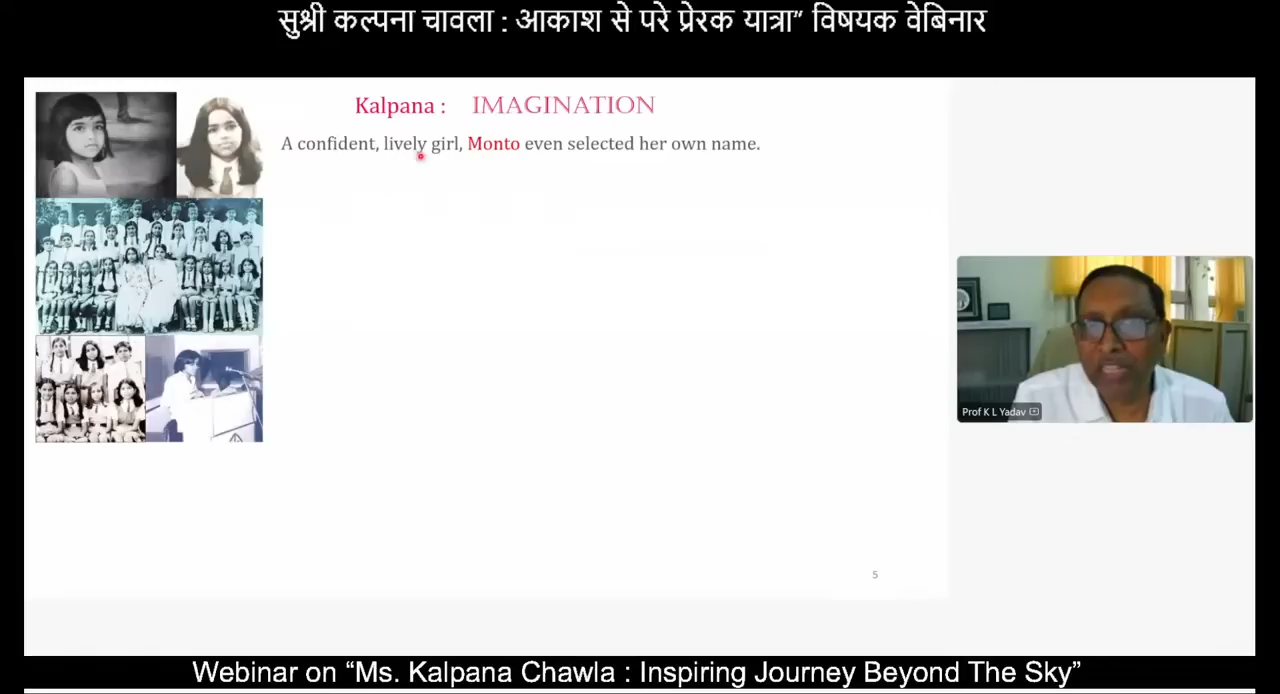 सुश्री कल्पना चावला : आकाश से परे प्रेरक यात्रा” विषयक वेबिनार
Kalpana : IMAGINATION
A confident, lively girl, Monto even selected her own name.
Prof K L Yadav
5
Webinar on “Ms. Kalpana Chawla : Inspiring Journey Beyond The Sky”